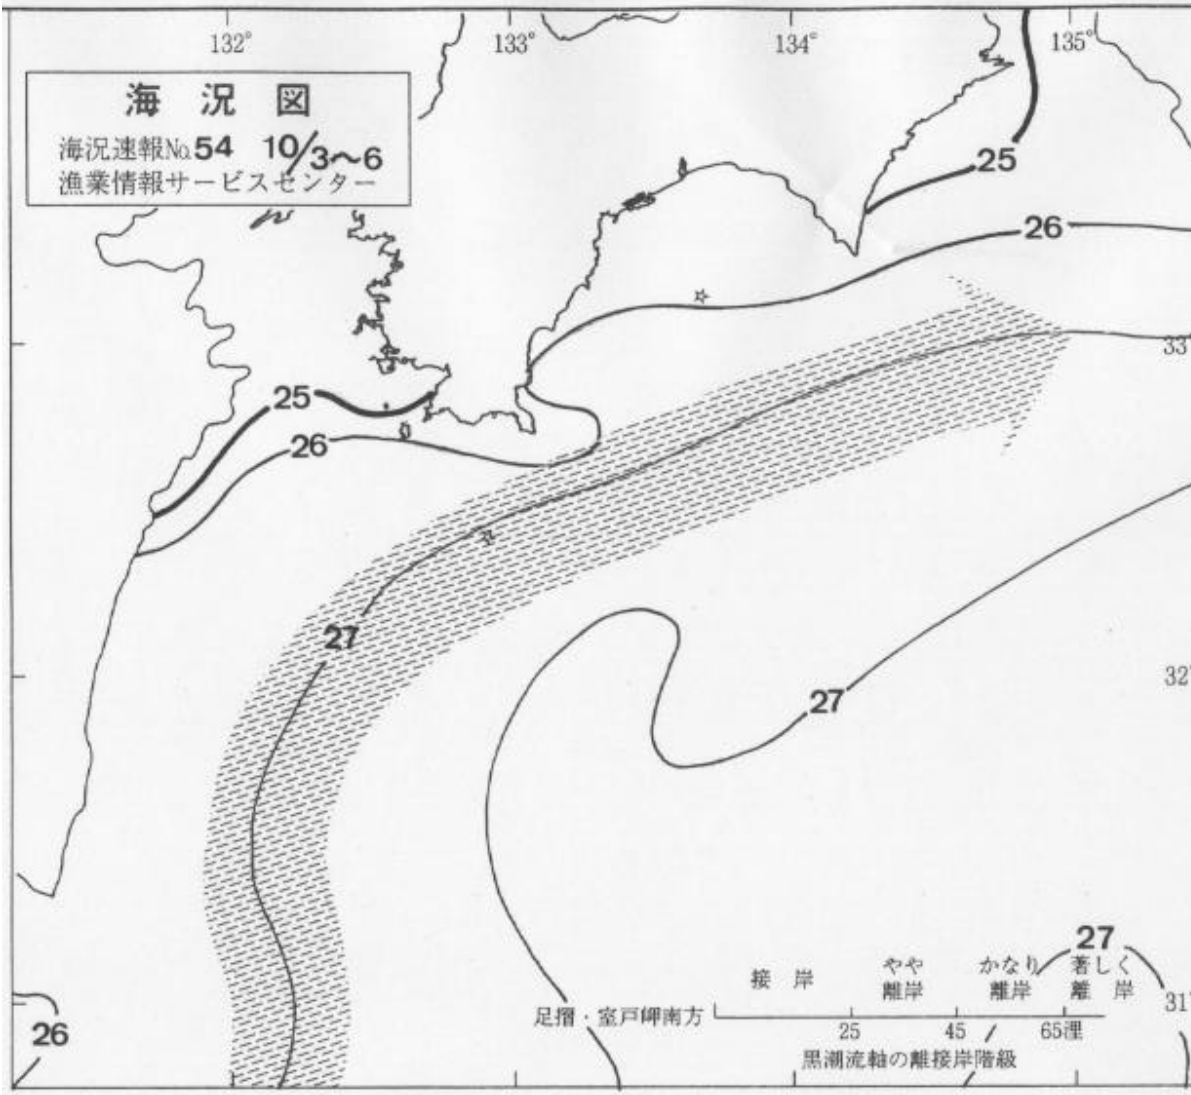 132°
133°
134°
135°
海況図
海況速報No.54 10/3〜6
漁業情報サービスセンター
25
26
33°
25
26
27
32°
27
27
接岸
やや離岸
かなり離岸
著しく離岸
31°
足摺・室戸岬南方
26
25
45
65浬
黒潮流軸の離接岸階級